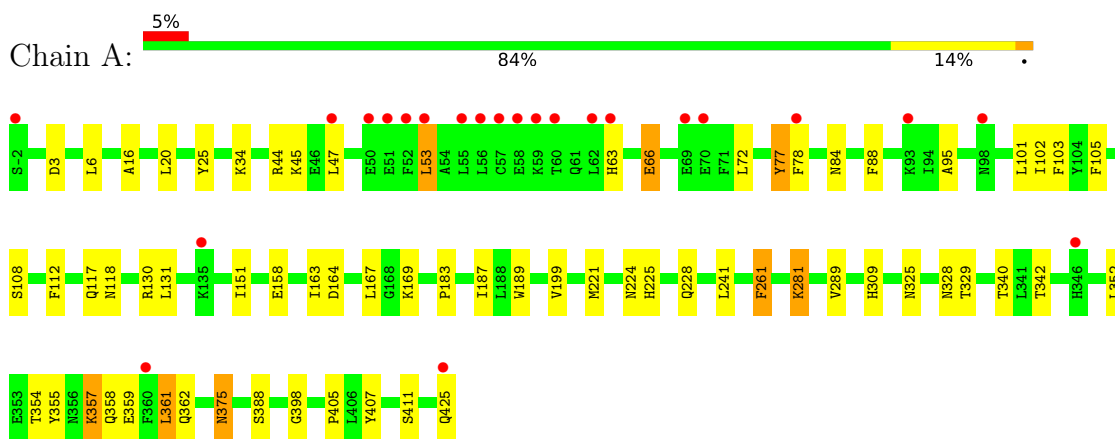 5%
Chain A:
84% 14% •
S-2 D3 L6 A16 L20 Y25 K34 R44 K45 E46 L47 E50 E51 F52 L53 A54 L55 L56 C57 E58 K59 T60 Q61 L62 H63 E66 E69 E70 F71 L72 Y77 F78 N84 F88 K93 I94 A95 N98 L101 I102 F103 Y104 F105
S108 F112 Q117 N118 R130 L131 K135 I151 E158 I163 D164 L167 G168 K169 P183 I187 L188 W189 V199 M221 N224 H225 Q228 L241 F261 K281 V289 H309 N325 N328 T329 T340 L341 T342 H346 L352
E353 T354 Y355 N356 K357 Q358 E359 F360 L361 Q362 N375 S388 G398 P405 L406 Y407 S411 Q425